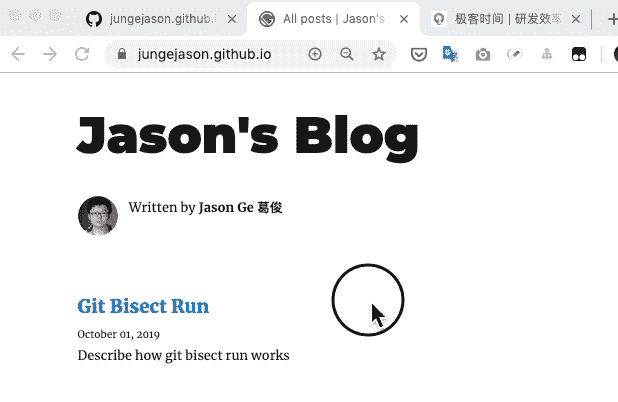 jungejason.github.i
All posts | Jason's
极客时间 | 研发效率
jungejason.github.io
Jason's Blog
Written by Jason Ge 葛俊
Git Bisect Run
October 01, 2019
Describe how git bisect run works